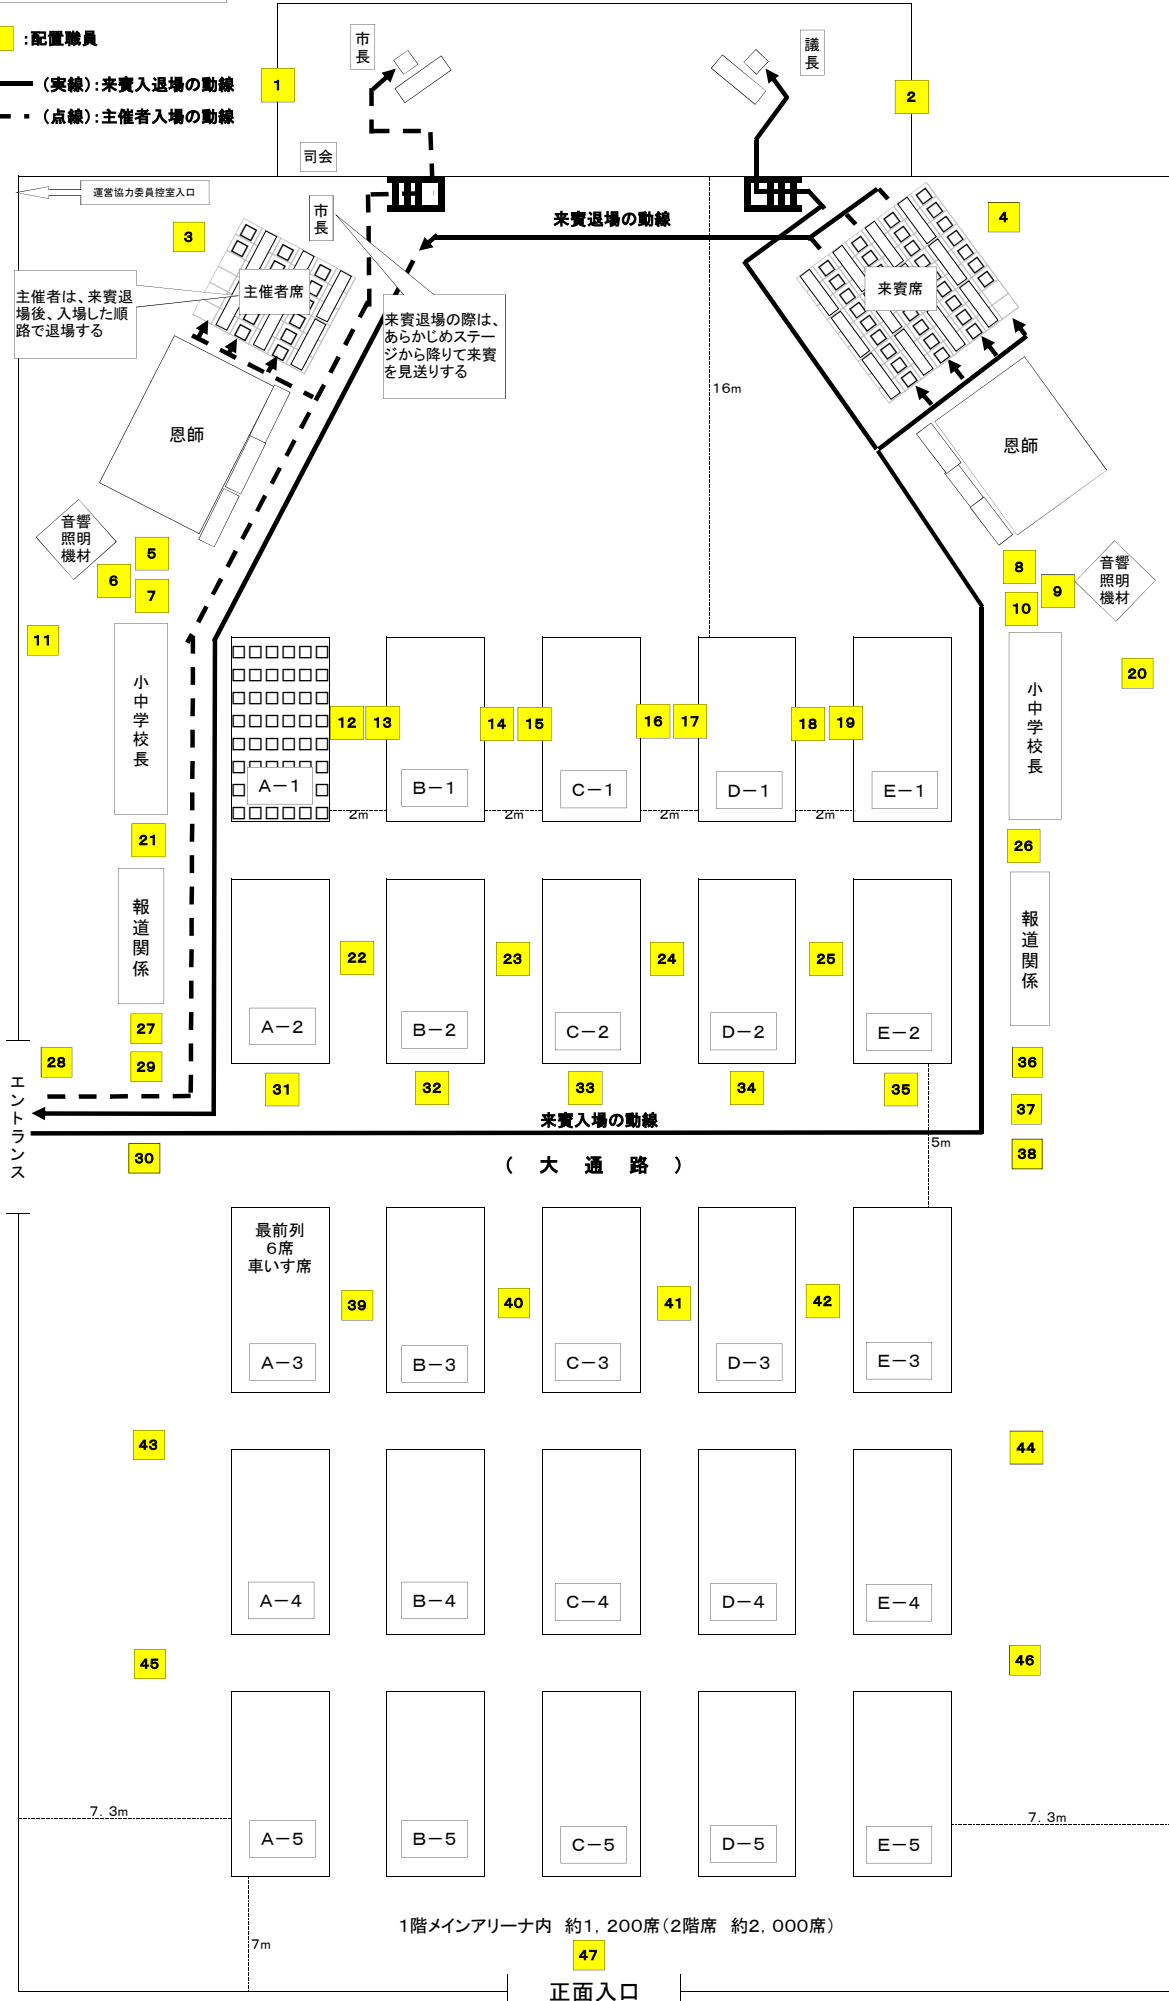 :配置職員
(実線):来賓入退場の動線
(点線):主催者入場の動線
市長
議長
1
2
司会
運営協力委員控室入口
市長
来賓退場の動線
3
4
主催者席
来賓席
主催者は、来賓退
場後、入場した順
路で退場する
来賓退場の際は、
あらかじめステー
ジから降りて来賓
を見送りする
16m
恩師
恩師
音響
照明
機材
5
6
7
8
9
10
音響
照明
機材
11
20
小中学校長
小中学校長
12
13
14
15
16
17
18
19
A-1
B-1
C-1
D-1
E-1
2m
2m
2m
2m
21
26
報道関係
報道関係
22
23
24
25
A-2
B-2
C-2
D-2
E-2
27
28
29
31
32
33
34
35
36
37
エントランス
来賓入場の動線
30
( 大 通 路 )
5m
38
最前列
6席
車いす席
39
40
41
42
A-3
B-3
C-3
D-3
E-3
43
44
A-4
B-4
C-4
D-4
E-4
45
46
7.3m
7.3m
A-5
B-5
C-5
D-5
E-5
1階メインアリーナ内 約1,200席(2階席 約2,000席)
7m
47
正面入口